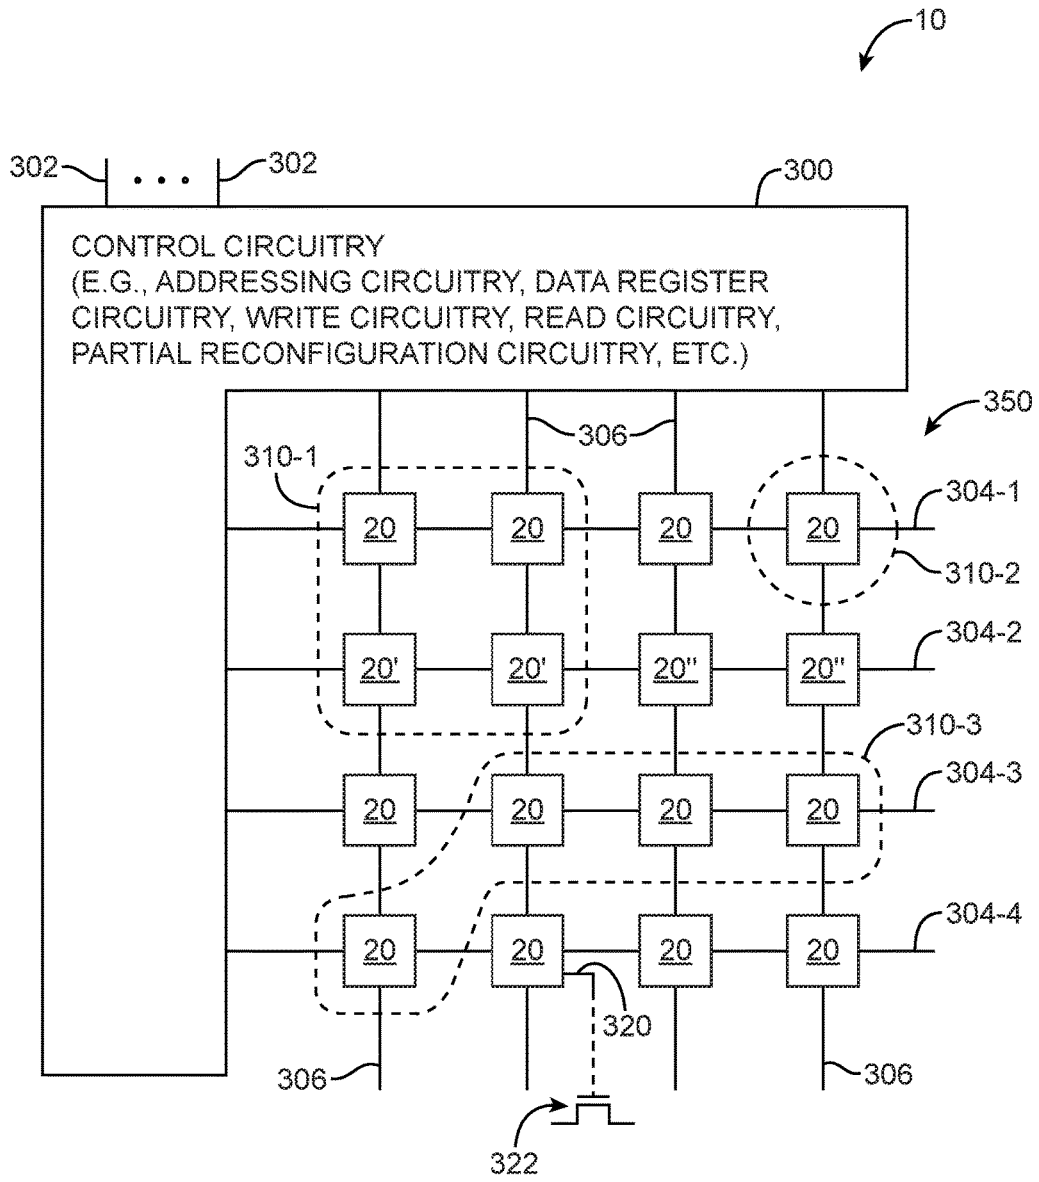 10
302
302
300
CONTROL CIRCUITRY
(E.G., ADDRESSING CIRCUITRY, DATA REGISTER
CIRCUITRY, WRITE CIRCUITRY, READ CIRCUITRY,
PARTIAL RECONFIGURATION CIRCUITRY, ETC.)
350
306
310-1
304-1
20 20 20 20
310-2
304-2
20' 20' 20" 20"
310-3
304-3
20 20 20 20
304-4
20 20 20 20
320
306
306
322